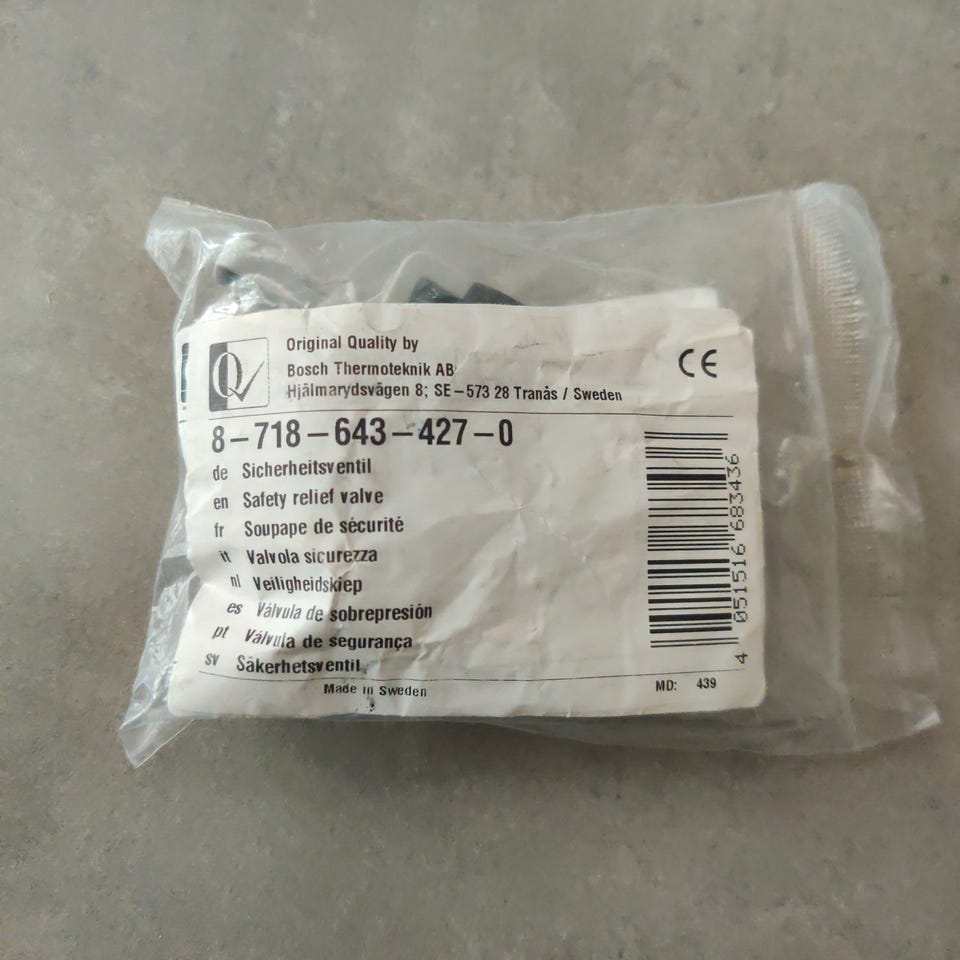 Q
Original Quality by
Bosch Thermoteknik AB
Hjälmarydsvägen 8; SE-573 28 Tranås / Sweden
CE
8-718-643-427-0
de Sicherheitsventil
en Safety relief valve
fr Soupape de sécurité
it Valvola sicurezza
nl Veiligheidsklep
es Válvula de sobrepresión
pt Válvula de segurança
sv Säkerhetsventil
4 051516 683436
Made in Sweden
MD: 439